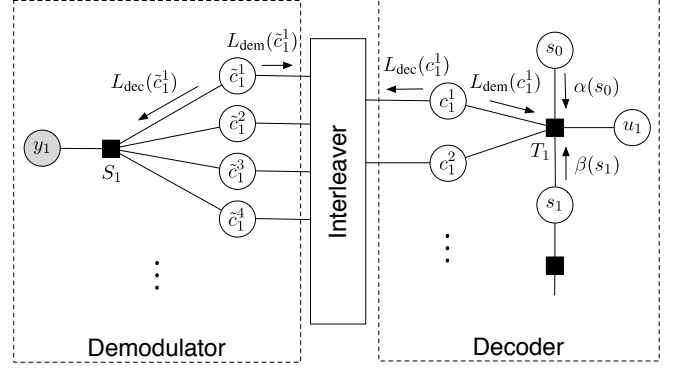 L_dem(c̃_1^1)
L_dec(c̃_1^1)
c̃_1^1
c̃_1^2
c̃_1^3
c̃_1^4
y_1
S_1
⋮
Demodulator
Interleaver
L_dec(c_1^1)
L_dem(c_1^1)
c_1^1
c_1^2
⋮
s_0
α(s_0)
u_1
T_1
β(s_1)
s_1
Decoder